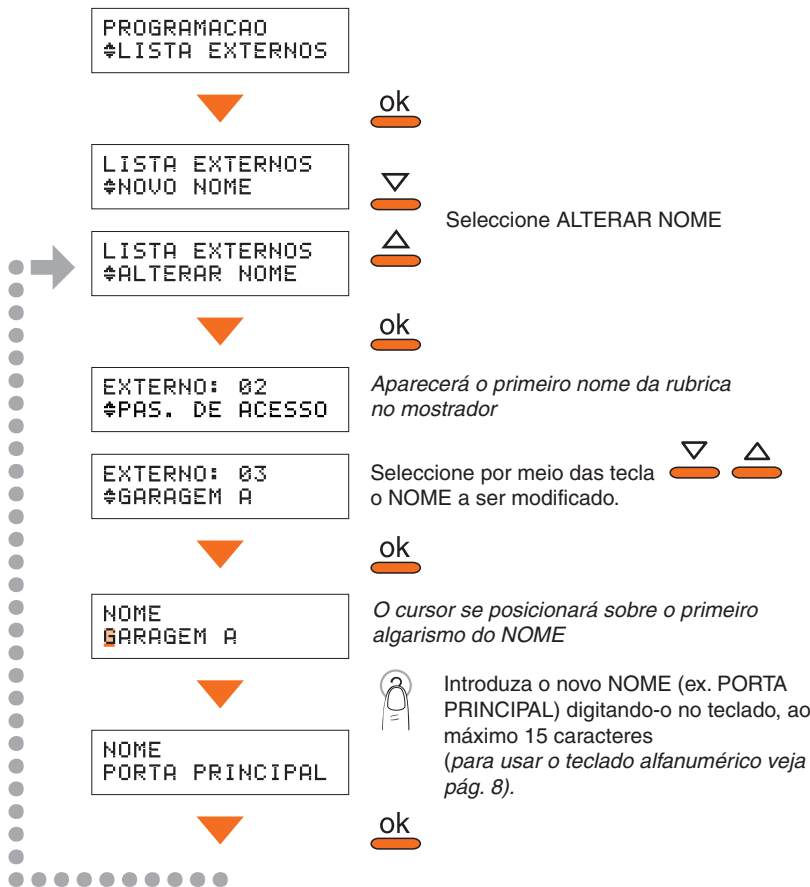 PROGRAMACAO
LISTA EXTERNOS
ok
LISTA EXTERNOS
NOVO NOME
Seleccione ALTERAR NOME
LISTA EXTERNOS
ALTERAR NOME
ok
EXTERNO: 02
PAS. DE ACESSO
Aparecerá o primeiro nome da rubrica
no mostrador
EXTERNO: 03
GARAGEM A
Seleccione por meio das tecla
o NOME a ser modificado.
ok
NOME
GARAGEM A
O cursor se posicionará sobre o primeiro
algarismo do NOME
Introduza o novo NOME (ex. PORTA
PRINCIPAL) digitando-o no teclado, ao
máximo 15 caracteres
(para usar o teclado alfanumérico veja
pág. 8).
NOME
PORTA PRINCIPAL
ok